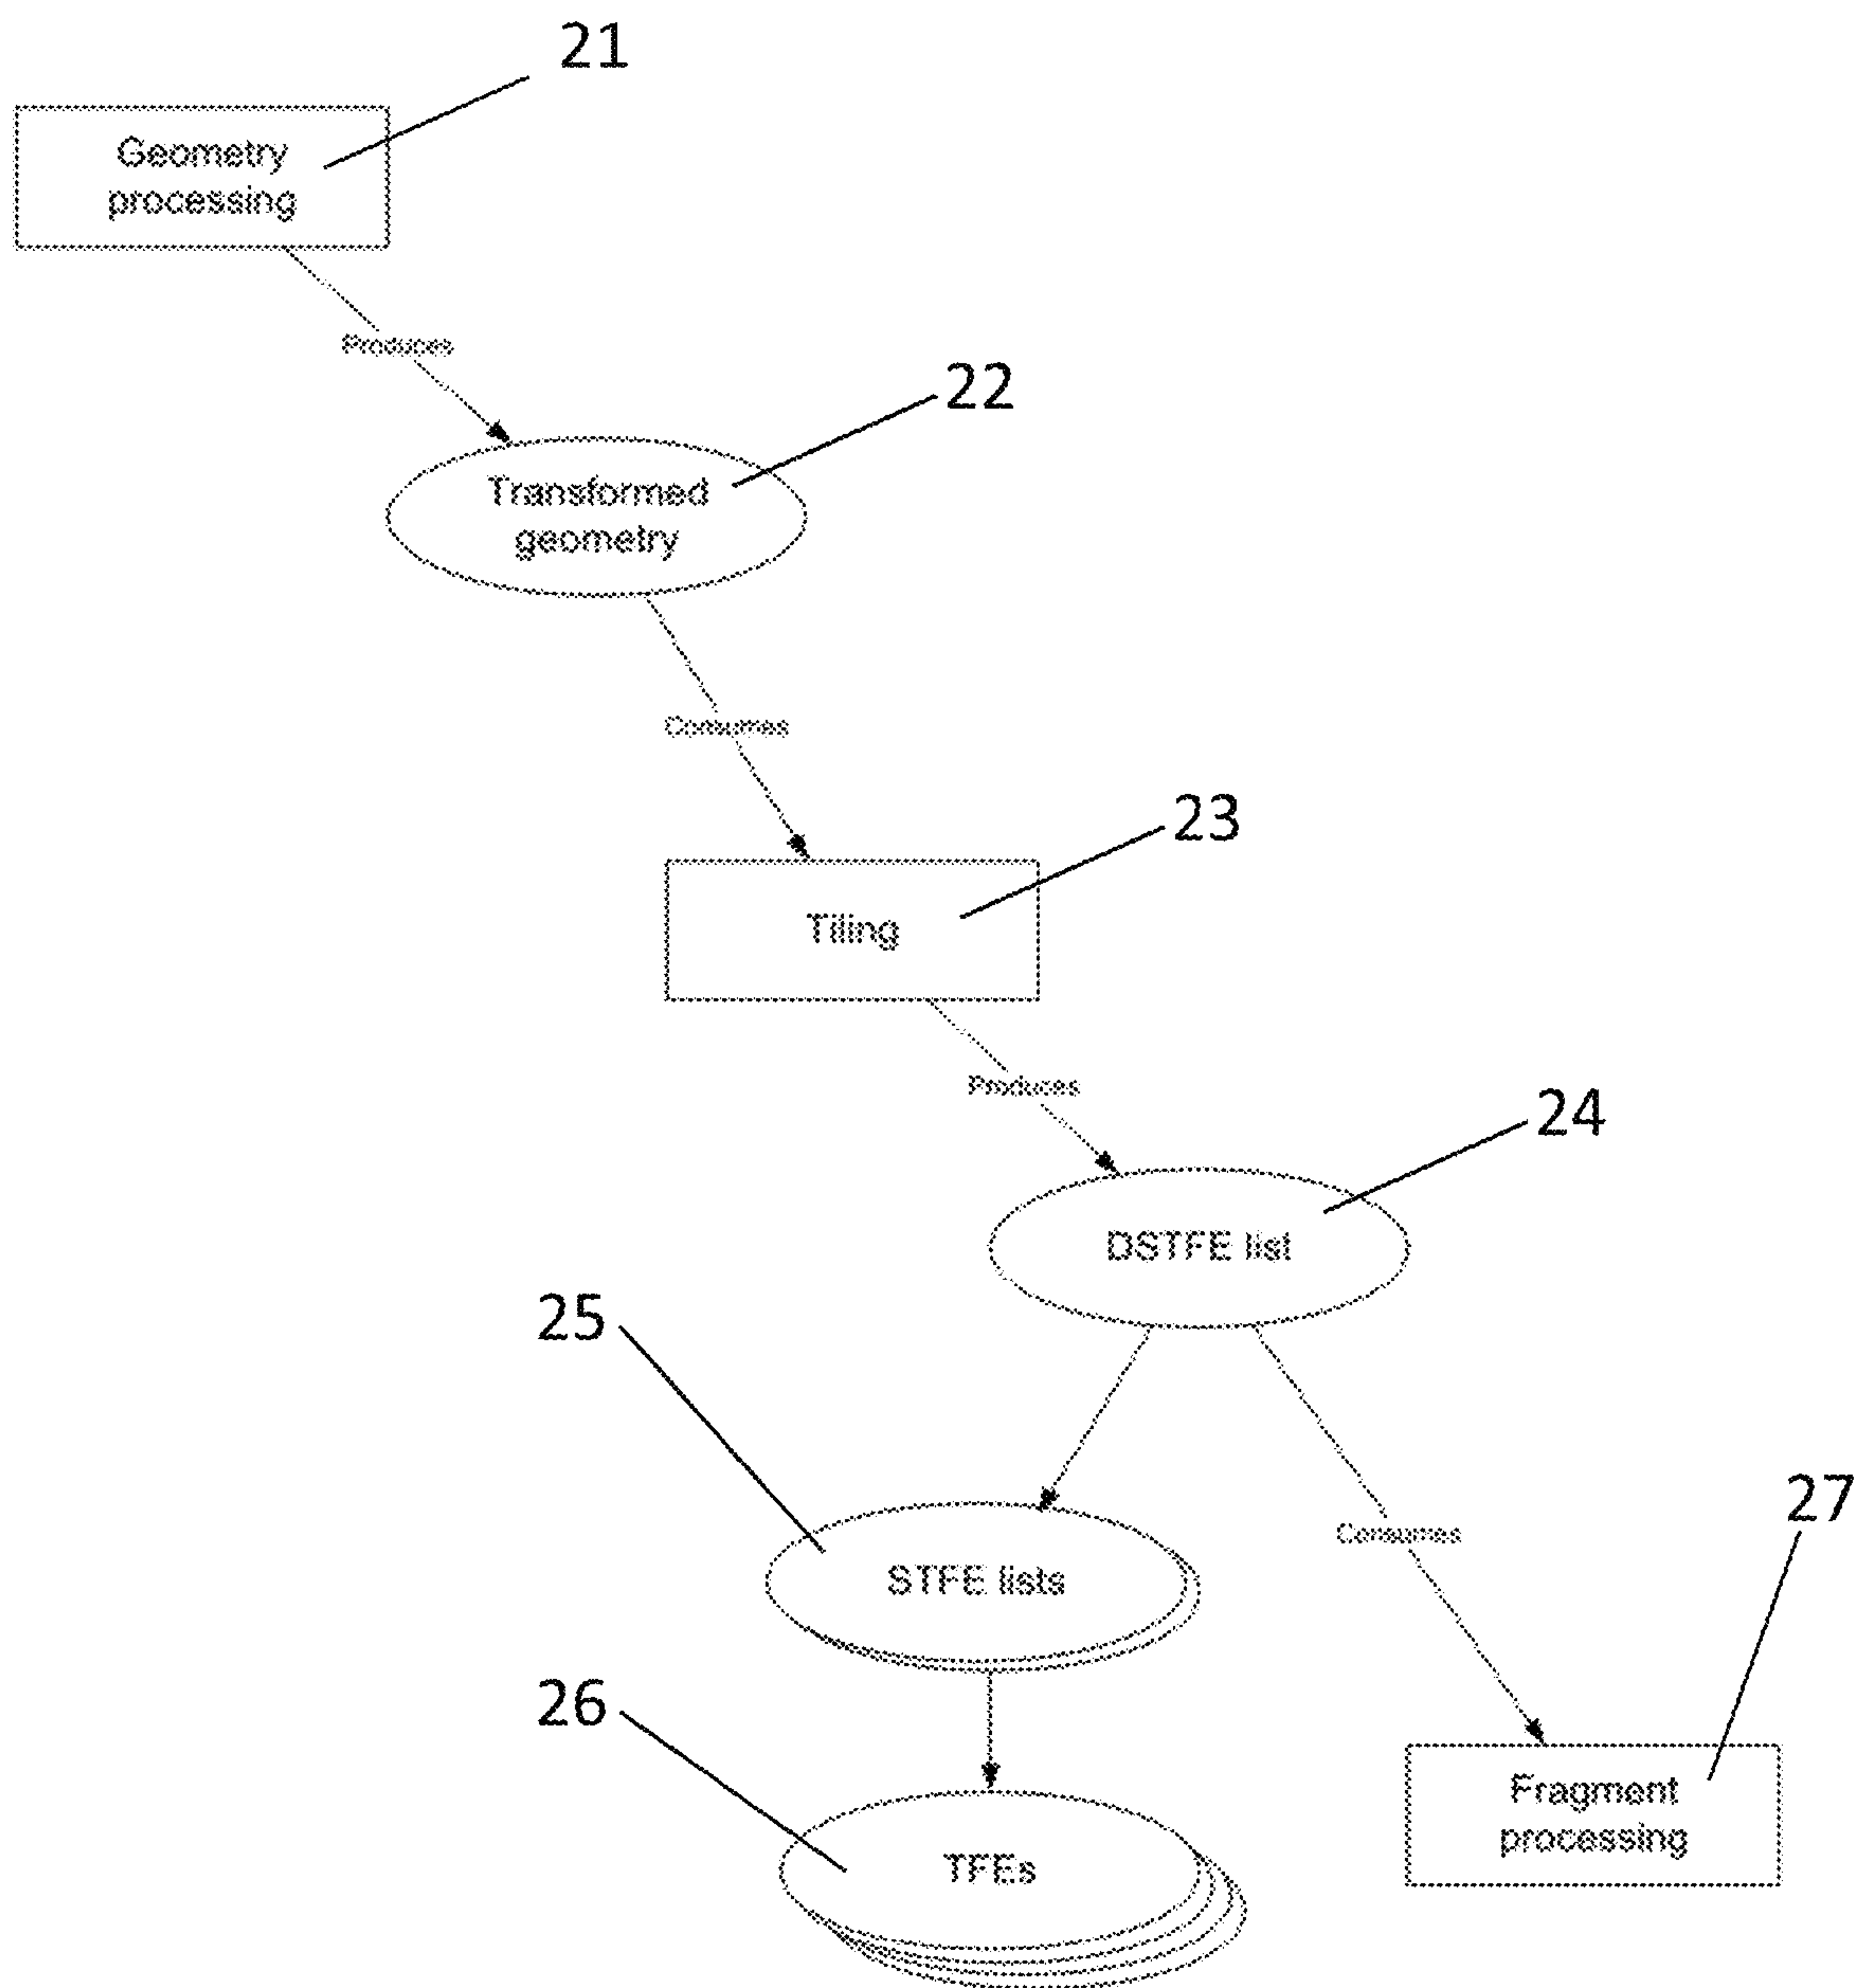 21
Geometry
processing
Produces
22
Transformed
geometry
Consumes
23
Tiling
Produces
24
DSTFE list
25
STFE lists
Consumes
27
26
TFEs
Fragment
processing